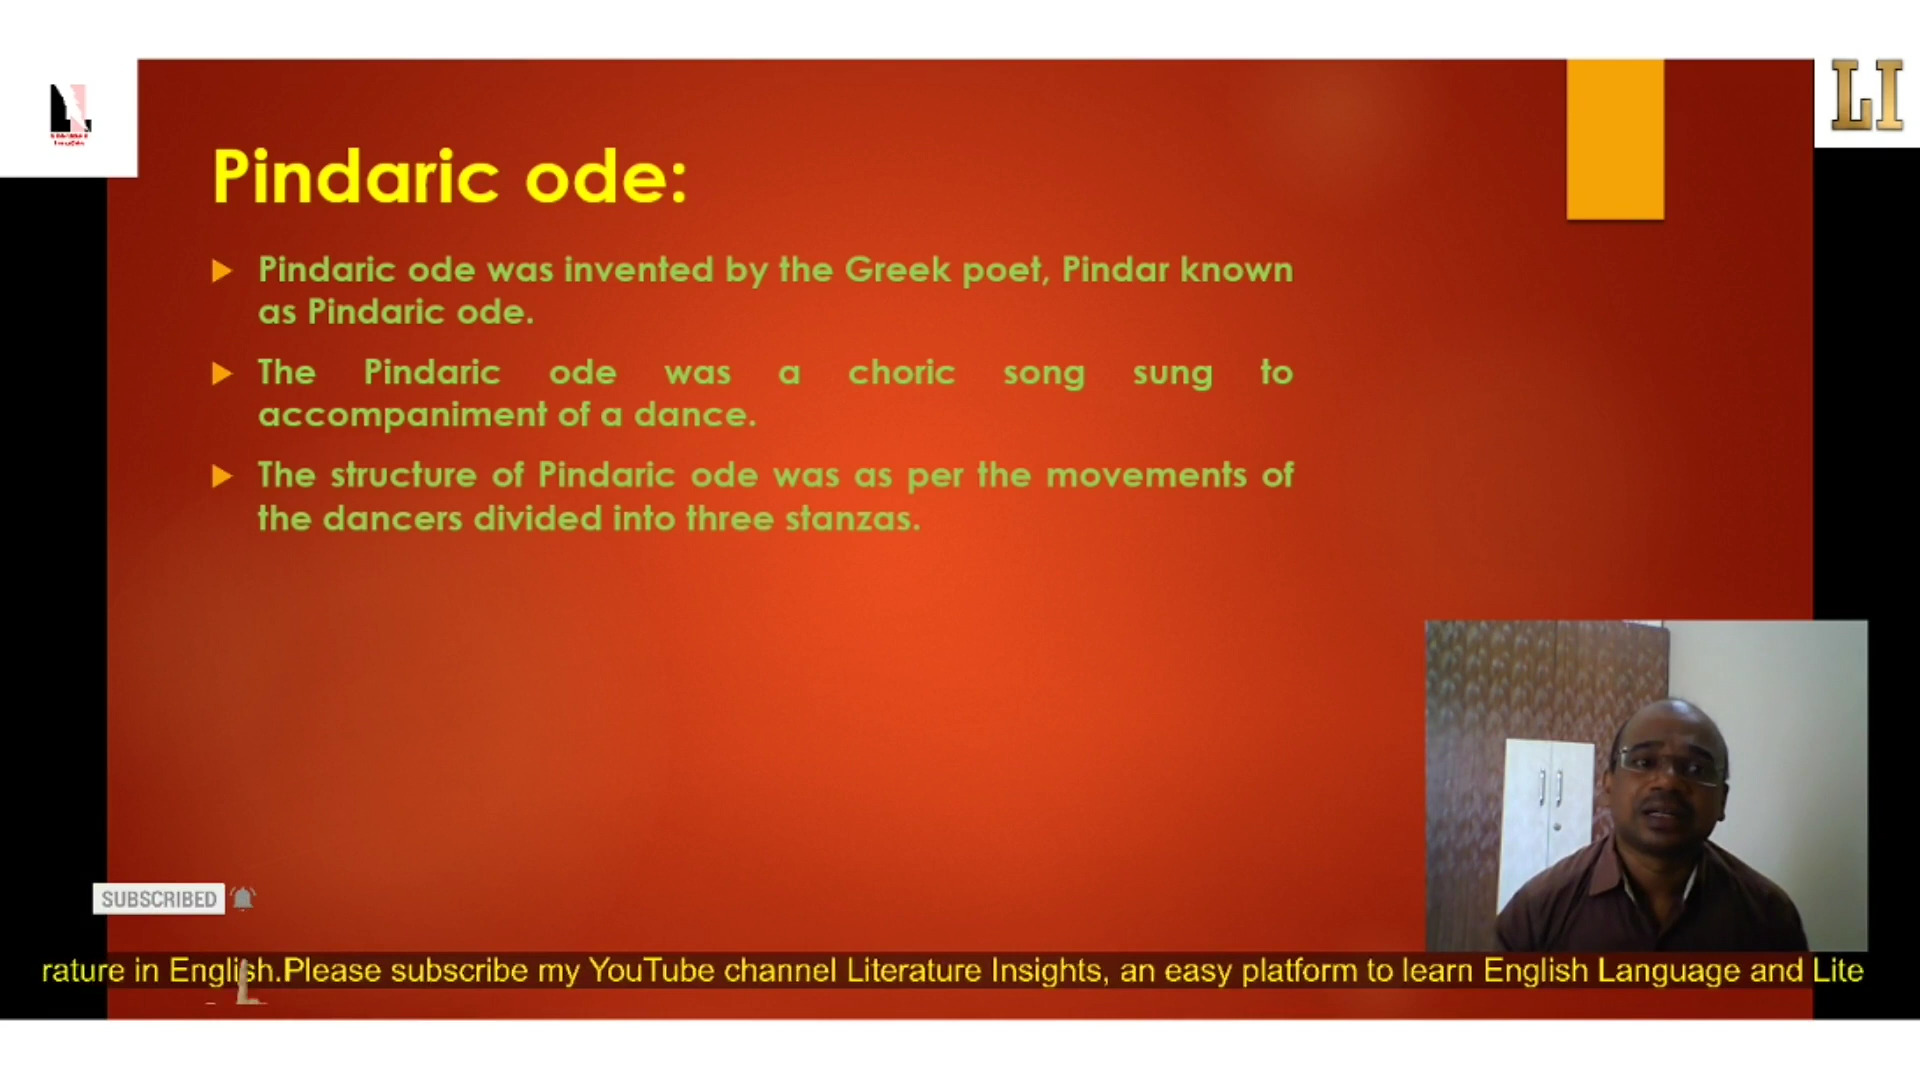 LI
Pindaric ode:
Pindaric ode was invented by the Greek poet, Pindar known
as Pindaric ode.
The Pindaric ode was a choric song sung to
accompaniment of a dance.
The structure of Pindaric ode was as per the movements of
the dancers divided into three stanzas.
SUBSCRIBED
rature in English.Please subscribe my YouTube channel Literature Insights, an easy platform to learn English Language and Lite